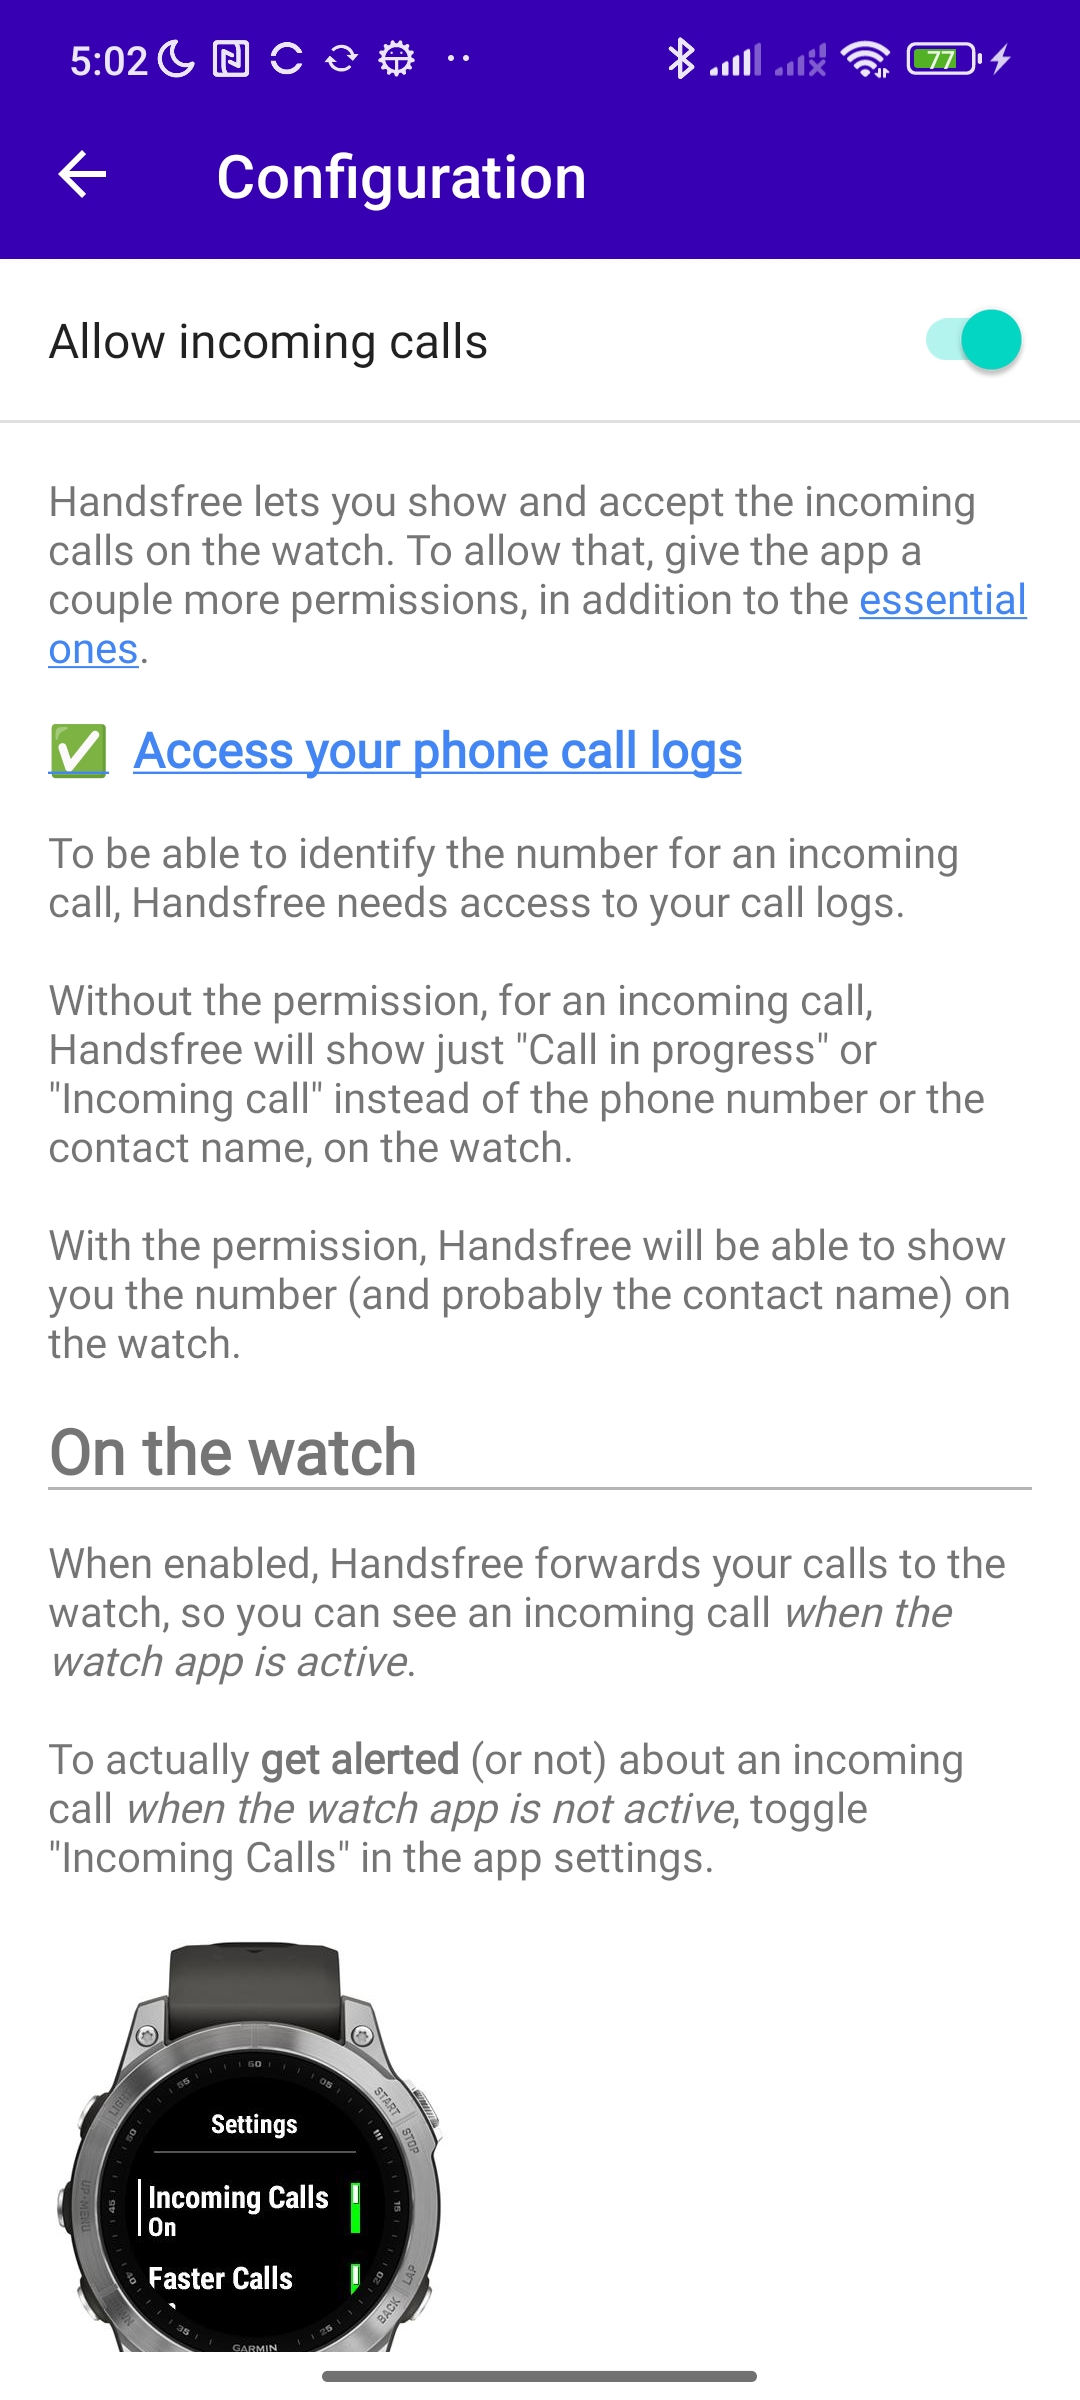 5:02
77
Configuration
Allow incoming calls
Handsfree lets you show and accept the incoming
calls on the watch. To allow that, give the app a
couple more permissions, in addition to the essential
ones.
✅ Access your phone call logs
To be able to identify the number for an incoming
call, Handsfree needs access to your call logs.
Without the permission, for an incoming call,
Handsfree will show just "Call in progress" or
"Incoming call" instead of the phone number or the
contact name, on the watch.
With the permission, Handsfree will be able to show
you the number (and probably the contact name) on
the watch.
On the watch
When enabled, Handsfree forwards your calls to the
watch, so you can see an incoming call when the
watch app is active.
To actually get alerted (or not) about an incoming
call when the watch app is not active, toggle
"Incoming Calls" in the app settings.
60
55
05
LIGHT
START
STOP
50
Settings
UP·MENU
45
15
Incoming Calls
On
Faster Calls
40
20
LAP
BACK
35
25
GARMIN